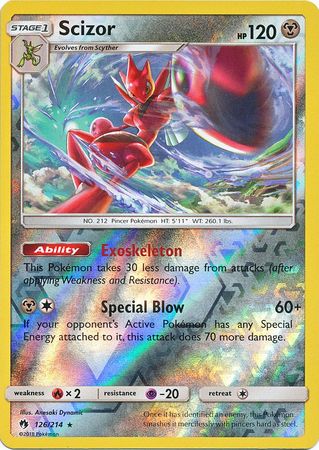 STAGE 1 Scizor HP 120
Evolves from Scyther
NO. 212 Pincer Pokémon HT: 5'11" WT: 260.1 lbs.
Ability Exoskeleton
This Pokémon takes 30 less damage from attacks (after
applying Weakness and Resistance).
Special Blow 60+
If your opponent's Active Pokémon has any Special
Energy attached to it, this attack does 70 more damage.
weakness ×2 resistance -20 retreat
Illus. Anesaki Dynamic
126/214 ★
©2018 Pokémon
Once it has identified an enemy, this Pokémon
smashes it mercilessly with pincers hard as steel.